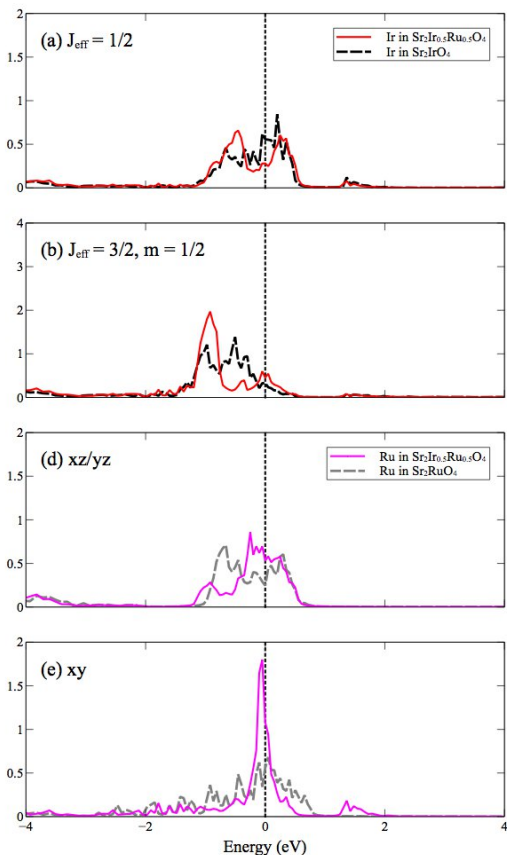 (a) J_eff = 1/2
Ir in Sr₂Ir₀.₅Ru₀.₅O₄
Ir in Sr₂IrO₄
2
1.5
1
0.5
0
(b) J_eff = 3/2, m = 1/2
4
3
2
1
0
(d) xz/yz
Ru in Sr₂Ir₀.₅Ru₀.₅O₄
Ru in Sr₂RuO₄
2
1.5
1
0.5
0
(e) xy
2
1.5
1
0.5
0
−4 −2 0 2 4
Energy (eV)